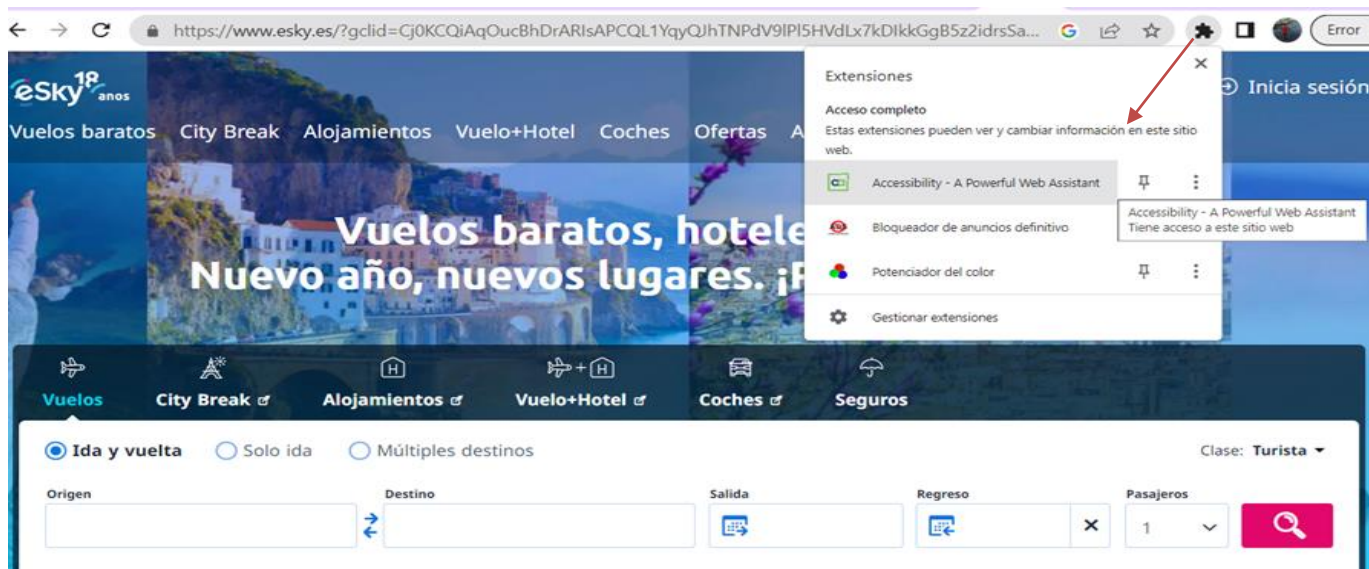 https://www.esky.es/?gclid=Cj0KCQiAqOucBhDrARIsAPCQL1YqyQJhTNPdV9lPl5HVdLx7kDIkkGgB5z2idrsSa...
Error
eSky 18 anos
Inicia sesión
Vuelos baratos City Break Alojamientos Vuelo+Hotel Coches Ofertas A
Extensiones
Acceso completo
Estas extensiones pueden ver y cambiar información en este sitio
web.
Accessibility - A Powerful Web Assistant
Accessibility - A Powerful Web Assistant
Tiene acceso a este sitio web
Bloqueador de anuncios definitivo
Potenciador del color
Gestionar extensiones
Vuelos baratos, hotele
Nuevo año, nuevos lugares. ¡P
Vuelos City Break Alojamientos Vuelo+Hotel Coches Seguros
Ida y vuelta Solo ida Múltiples destinos Clase: Turista
Origen Destino Salida Regreso Pasajeros
1